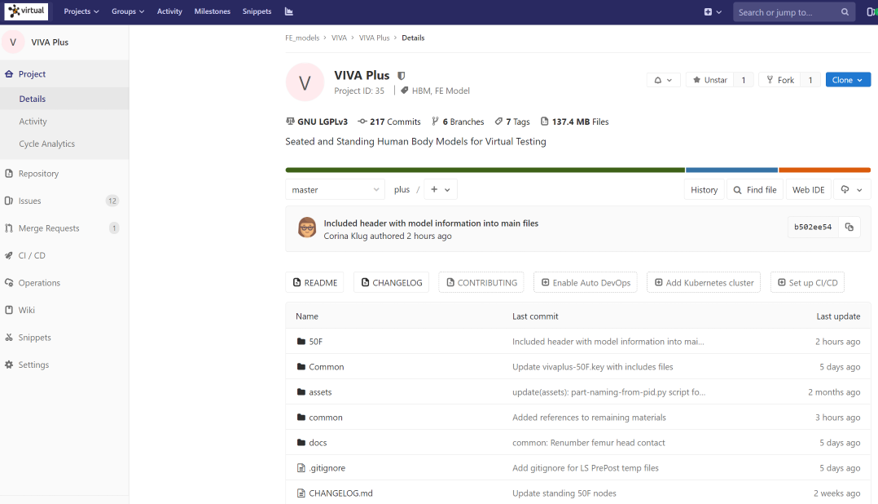 virtual Projects Groups Activity Milestones Snippets Search or jump to...
V VIVA Plus
Project
Details
Activity
Cycle Analytics
Repository
Issues 12
Merge Requests 1
CI / CD
Operations
Wiki
Snippets
Settings
FE_models › VIVA › VIVA Plus › Details
V
VIVA Plus
Project ID: 35 | HBM, FE Model
Unstar 1 Fork 1 Clone
GNU LGPLv3 217 Commits 6 Branches 7 Tags 137.4 MB Files
Seated and Standing Human Body Models for Virtual Testing
master plus / + History Find file Web IDE
Included header with model information into main files
Corina Klug authored 2 hours ago
b502ee54
README CHANGELOG CONTRIBUTING Enable Auto DevOps Add Kubernetes cluster Set up CI/CD
Name Last commit Last update
50F Included header with model information into mai... 2 hours ago
Common Update vivaplus-50F.key with includes files 5 days ago
assets update(assets): part-naming-from-pid.py script fo... 2 months ago
common Added references to remaining materials 3 hours ago
docs common: Renumber femur head contact 5 days ago
.gitignore Add gitignore for LS PrePost temp files 5 days ago
CHANGELOG.md Update standing 50F nodes 2 weeks ago